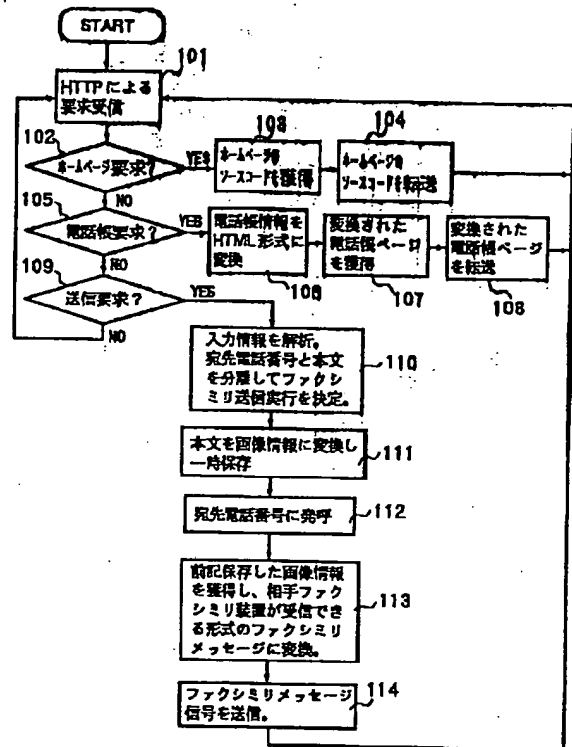 START
101
HTTPによる
要求受信
102
ホームページ要求?
YES
103
ホームページの
ソースコードを獲得
104
ホームページの
ソースコードを転送
NO
105
電話帳要求?
YES
電話帳情報を
HTML形式に
変換
106
変換された
電話帳ページ
を獲得
107
変換された
電話帳ページ
を転送
108
NO
109
送信要求?
YES
NO
入力情報を解析。
宛先電話番号と本文
を分離してファクシ
ミリ送信実行を決定。
110
本文を画像情報に変換し
一時保存
111
宛先電話番号に発呼
112
前記保存した画像情報
を獲得し、相手ファク
シミリ装置が受信でき
る形式のファクシミリ
メッセージに変換。
113
ファクシミリメッセージ
信号を送信。
114